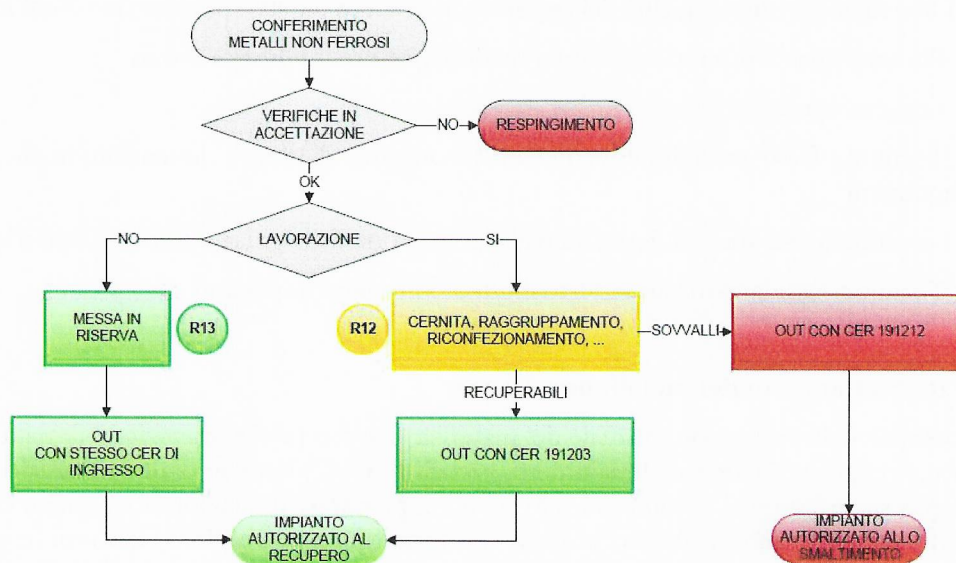 CONFERIMENTO
METALLI NON FERROSI
VERIFICHE IN
ACCETTAZIONE
NO
RESPINGIMENTO
OK
LAVORAZIONE
NO
SI
MESSA IN
RISERVA
R13
R12
CERNITA, RAGGRUPPAMENTO,
RICONFEZIONAMENTO, ...
SOVVALLI
OUT CON CER 191212
RECUPERABILI
OUT
CON STESSO CER DI
INGRESSO
OUT CON CER 191203
IMPIANTO
AUTORIZZATO AL
RECUPERO
IMPIANTO
AUTORIZZATO ALLO
SMALTIMENTO